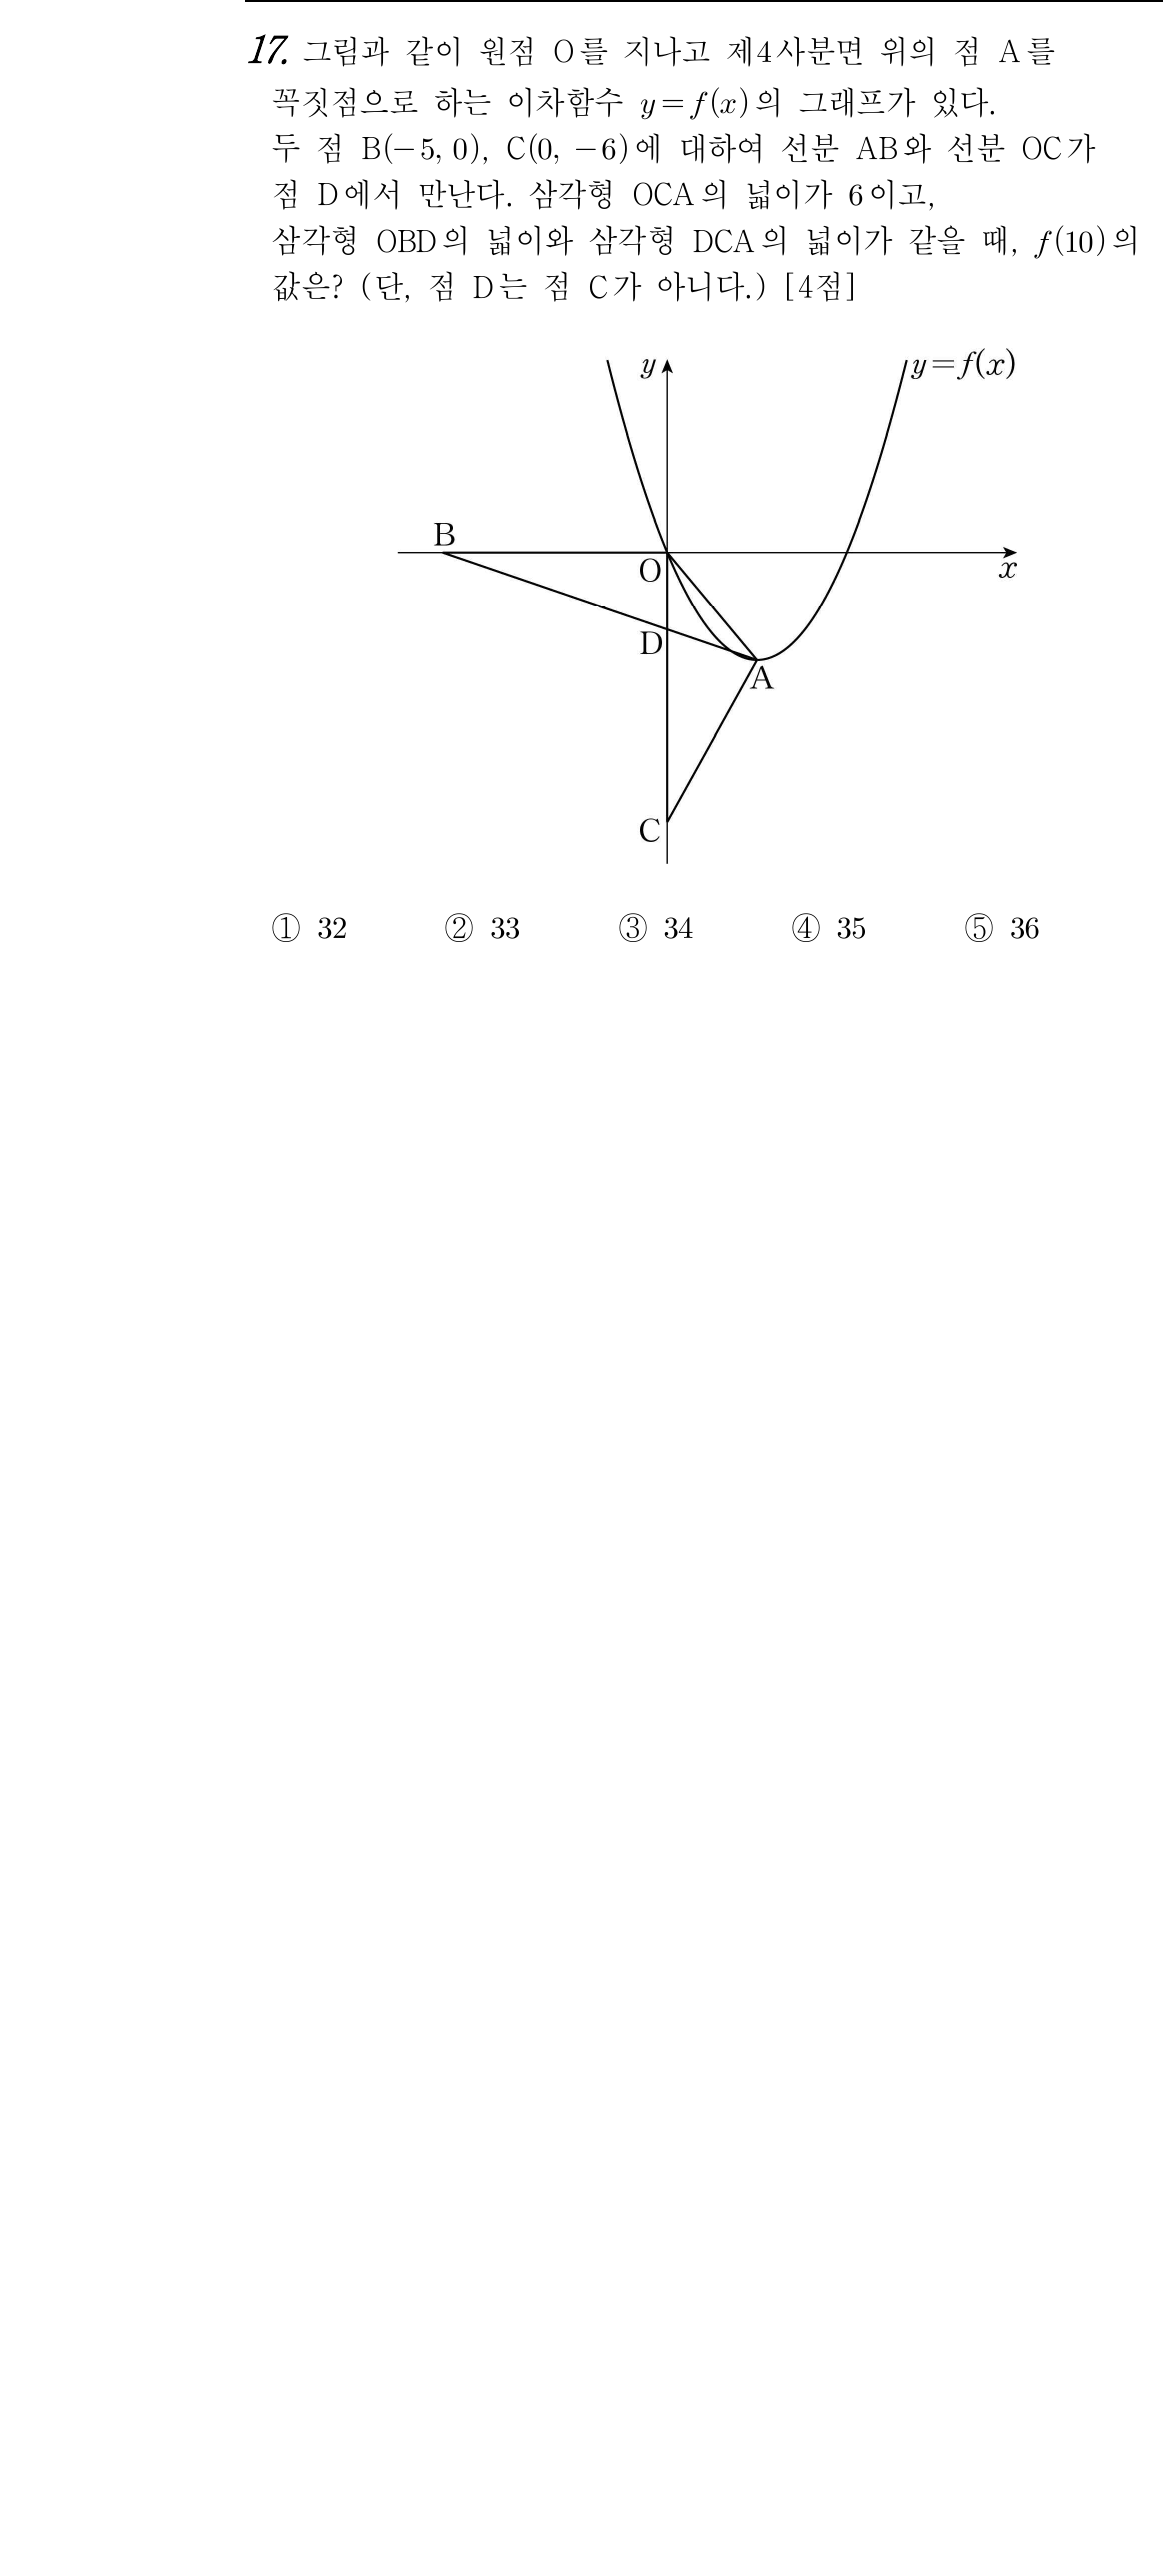 17. 그림과 같이 원점 O를 지나고 제4사분면 위의 점 A를
꼭짓점으로 하는 이차함수 y=f(x)의 그래프가 있다.
두 점 B(−5, 0), C(0, −6)에 대하여 선분 AB와 선분 OC가
점 D에서 만난다. 삼각형 OCA의 넓이가 6이고,
삼각형 OBD의 넓이와 삼각형 DCA의 넓이가 같을 때, f(10)의
값은? (단, 점 D는 점 C가 아니다.) [4점]
y
y=f(x)
B
O
x
D
A
C
① 32 ② 33 ③ 34 ④ 35 ⑤ 36